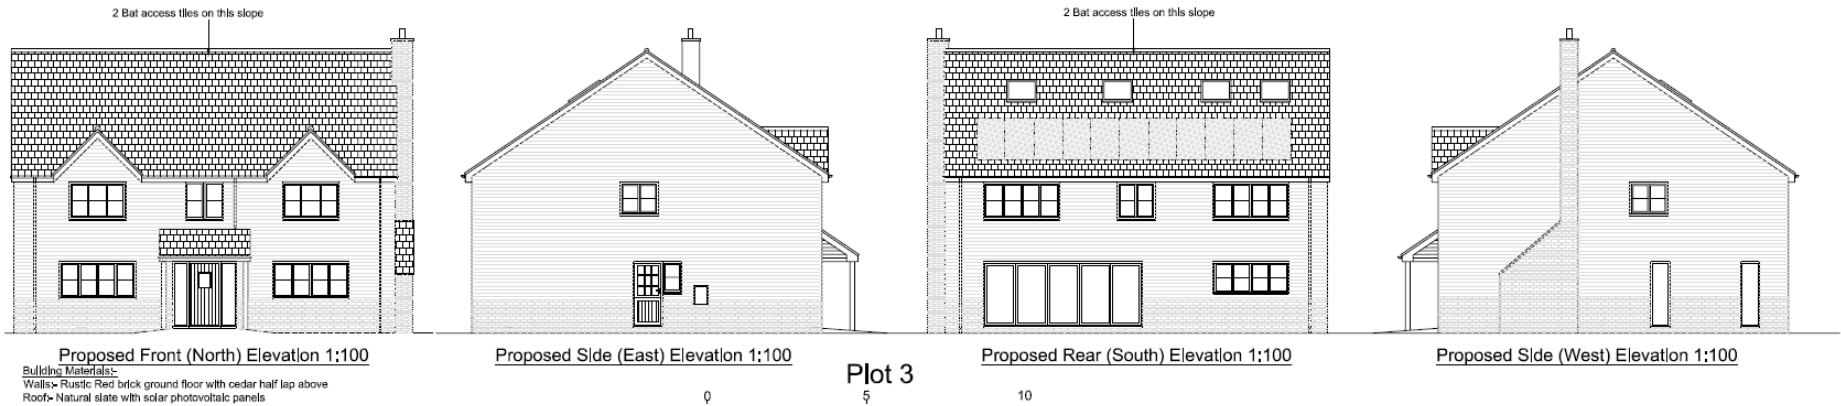 2 Bat access tiles on this slope
2 Bat access tiles on this slope
Proposed Front (North) Elevation 1:100
Proposed Side (East) Elevation 1:100
Proposed Rear (South) Elevation 1:100
Proposed Side (West) Elevation 1:100
Building Materials:-
Walls:- Rustic Red brick ground floor with cedar half lap above
Roof:- Natural slate with solar photovoltaic panels
Plot 3
0 5 10